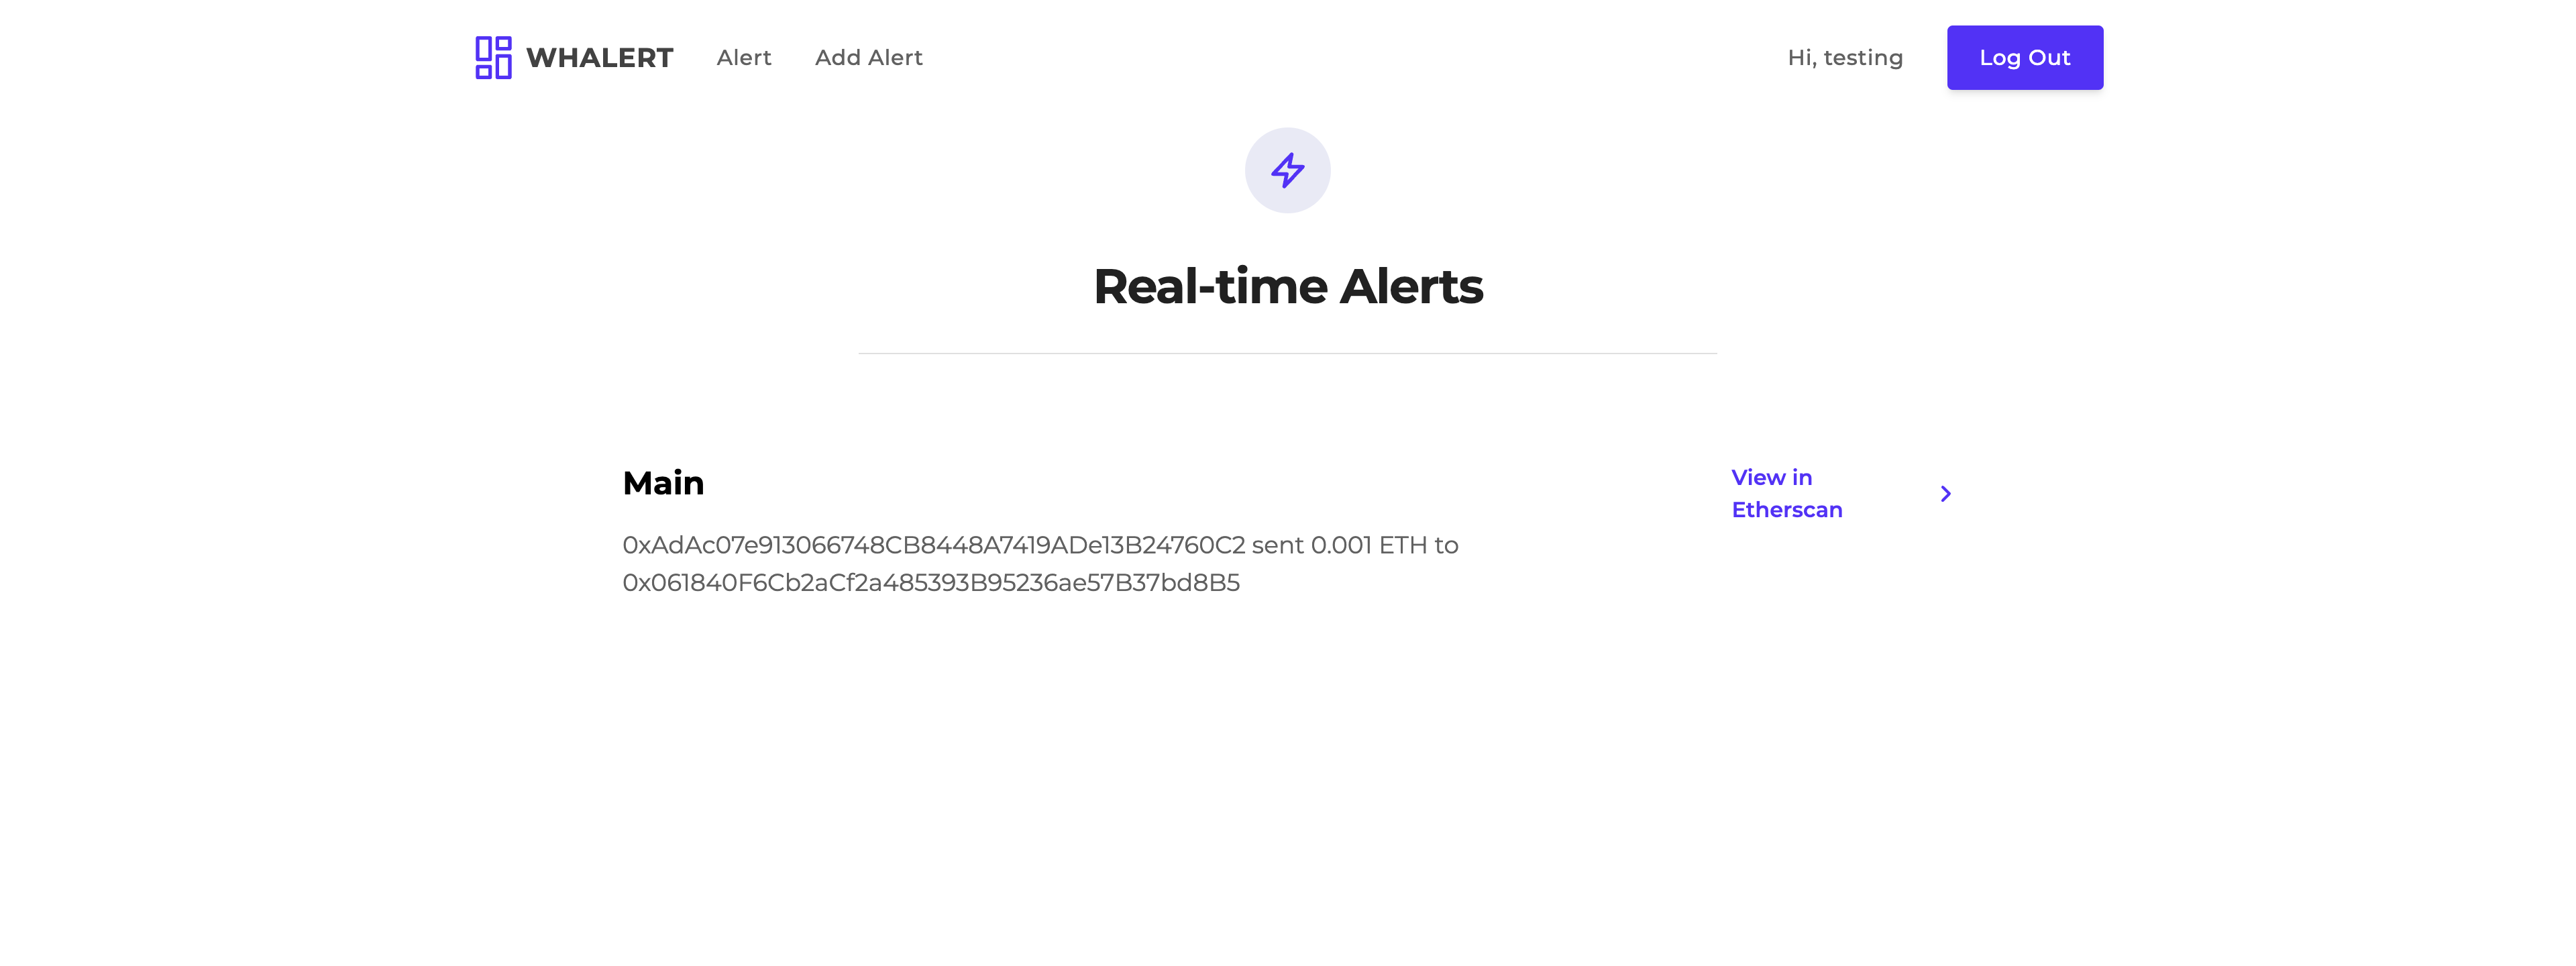 WHALERT Alert Add Alert Hi, testing Log Out
Real-time Alerts
Main
View in
Etherscan
0xAdAc07e913066748CB8448A7419ADe13B24760C2 sent 0.001 ETH to
0x061840F6Cb2aCf2a485393B95236ae57B37bd8B5